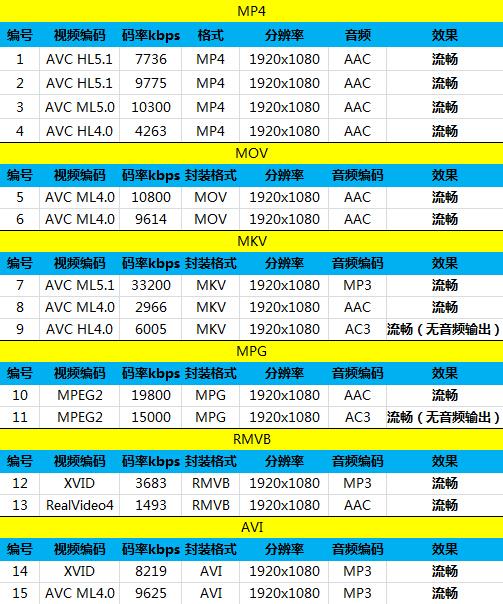 MP4
编号 视频编码 码率kbps 格式 分辨率 音频 效果
1 AVC HL5.1 7736 MP4 1920x1080 AAC 流畅
2 AVC HL5.1 9775 MP4 1920x1080 AAC 流畅
3 AVC ML5.0 10300 MP4 1920x1080 AAC 流畅
4 AVC HL4.0 4263 MP4 1920x1080 AAC 流畅
MOV
编号 视频编码 码率kbps 封装格式 分辨率 音频编码 效果
5 AVC ML4.0 10800 MOV 1920x1080 AAC 流畅
6 AVC ML4.0 9614 MOV 1920x1080 AAC 流畅
MKV
编号 视频编码 码率kbps 封装格式 分辨率 音频编码 效果
7 AVC ML5.1 33200 MKV 1920x1080 MP3 流畅
8 AVC ML4.0 2966 MKV 1920x1080 AAC 流畅
9 AVC HL4.0 6005 MKV 1920x1080 AC3 流畅（无音频输出）
MPG
编号 视频编码 码率kbps 封装格式 分辨率 音频编码 效果
10 MPEG2 19800 MPG 1920x1080 AAC 流畅
11 MPEG2 15000 MPG 1920x1080 AC3 流畅（无音频输出）
RMVB
编号 视频编码 码率kbps 封装格式 分辨率 音频编码 效果
12 XVID 3683 RMVB 1920x1080 MP3 流畅
13 RealVideo4 1493 RMVB 1920x1080 AAC 流畅
AVI
编号 视频编码 码率kbps 封装格式 分辨率 音频编码 效果
14 XVID 8219 AVI 1920x1080 MP3 流畅
15 AVC ML4.0 9625 AVI 1920x1080 MP3 流畅